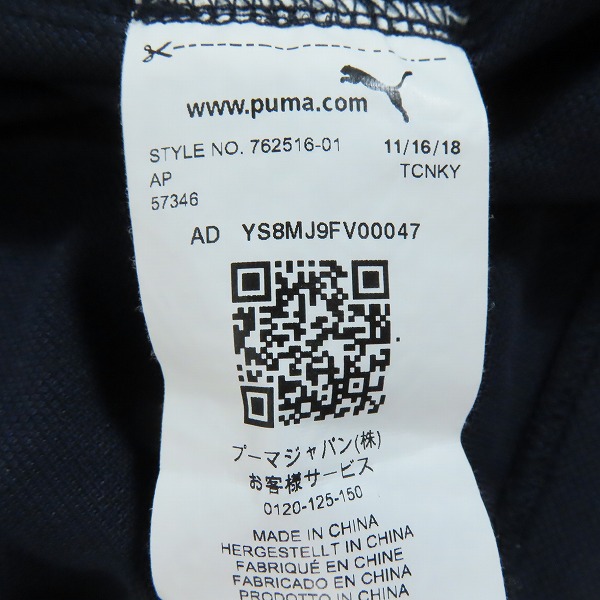 www.puma.com
STYLE NO. 762516-01 11/16/18
AP TCNKY
57346
AD YS8MJ9FV00047
プーマジャパン(株)
お客様サービス
0120-125-150
MADE IN CHINA
HERGESTELLT IN CHINA
FABRIQUÉ EN CHINE
FABRICADO EN CHINA
PRODOTTO IN CHINA